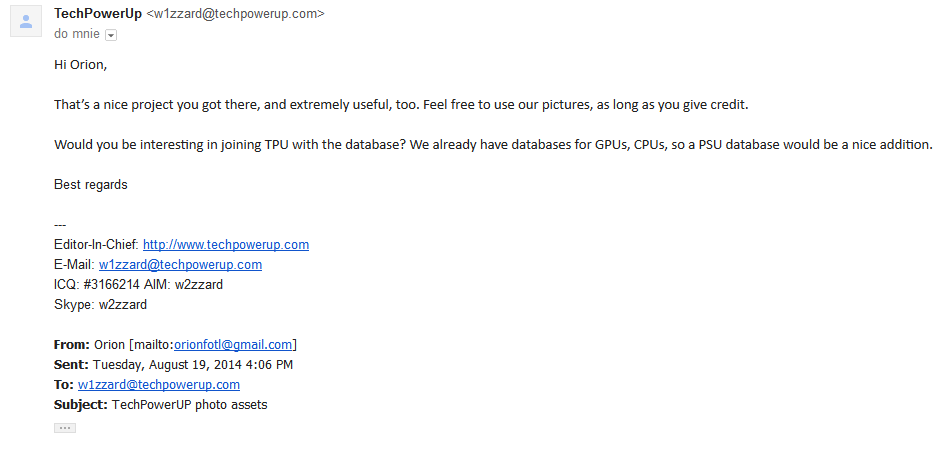 TechPowerUp <w1zzard@techpowerup.com>
do mnie
Hi Orion,
That’s a nice project you got there, and extremely useful, too. Feel free to use our pictures, as long as you give credit.
Would you be interesting in joining TPU with the database? We already have databases for GPUs, CPUs, so a PSU database would be a nice addition.
Best regards
---
Editor-In-Chief: http://www.techpowerup.com
E-Mail: w1zzard@techpowerup.com
ICQ: #3166214 AIM: w2zzard
Skype: w2zzard
From: Orion [mailto:orionfotl@gmail.com]
Sent: Tuesday, August 19, 2014 4:06 PM
To: w1zzard@techpowerup.com
Subject: TechPowerUP photo assets